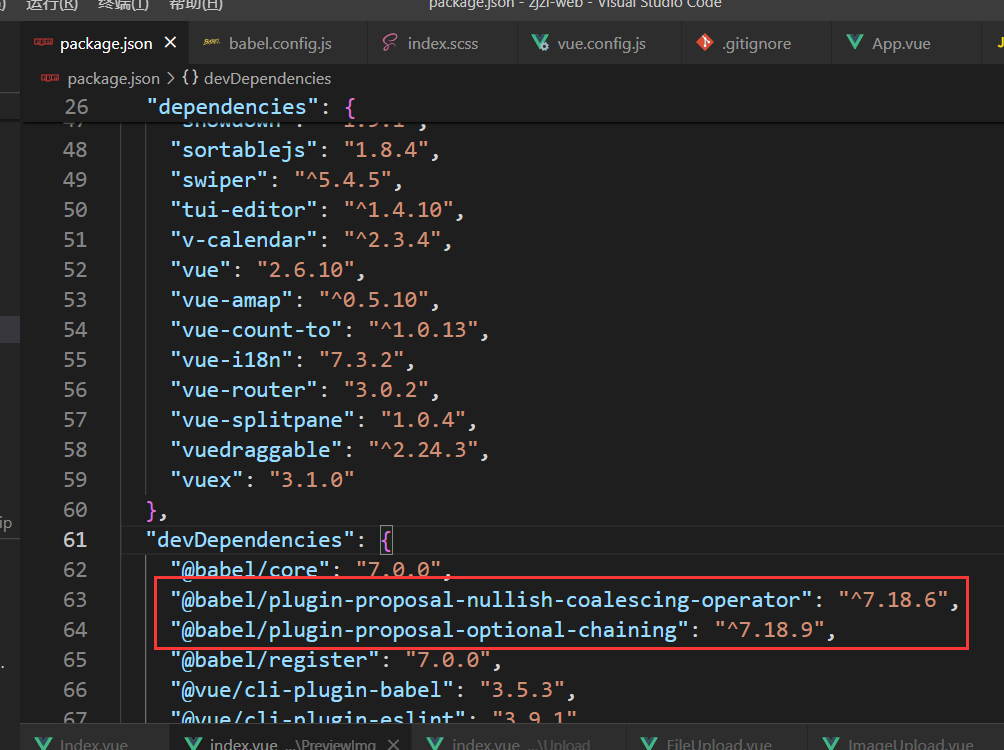 运行(R) 终端(T) 帮助(H) package.json - zjzl-web - Visual Studio Code
package.json babel.config.js index.scss vue.config.js .gitignore App.vue
package.json > {} devDependencies
26 "dependencies": {
47 "showdown": "1.9.1",
48 "sortablejs": "1.8.4",
49 "swiper": "^5.4.5",
50 "tui-editor": "^1.4.10",
51 "v-calendar": "^2.3.4",
52 "vue": "2.6.10",
53 "vue-amap": "^0.5.10",
54 "vue-count-to": "^1.0.13",
55 "vue-i18n": "7.3.2",
56 "vue-router": "3.0.2",
57 "vue-splitpane": "1.0.4",
58 "vuedraggable": "^2.24.3",
59 "vuex": "3.1.0"
60 },
61 "devDependencies": {
62 "@babel/core": "7.0.0",
63 "@babel/plugin-proposal-nullish-coalescing-operator": "^7.18.6",
64 "@babel/plugin-proposal-optional-chaining": "^7.18.9",
65 "@babel/register": "7.0.0",
66 "@vue/cli-plugin-babel": "3.5.3",
67 "@vue/cli-plugin-eslint": "3.9.1"
Index.vue index.vue ...\PreviewImg index.vue ...\Upload FileUpload.vue ImageUpload.vue